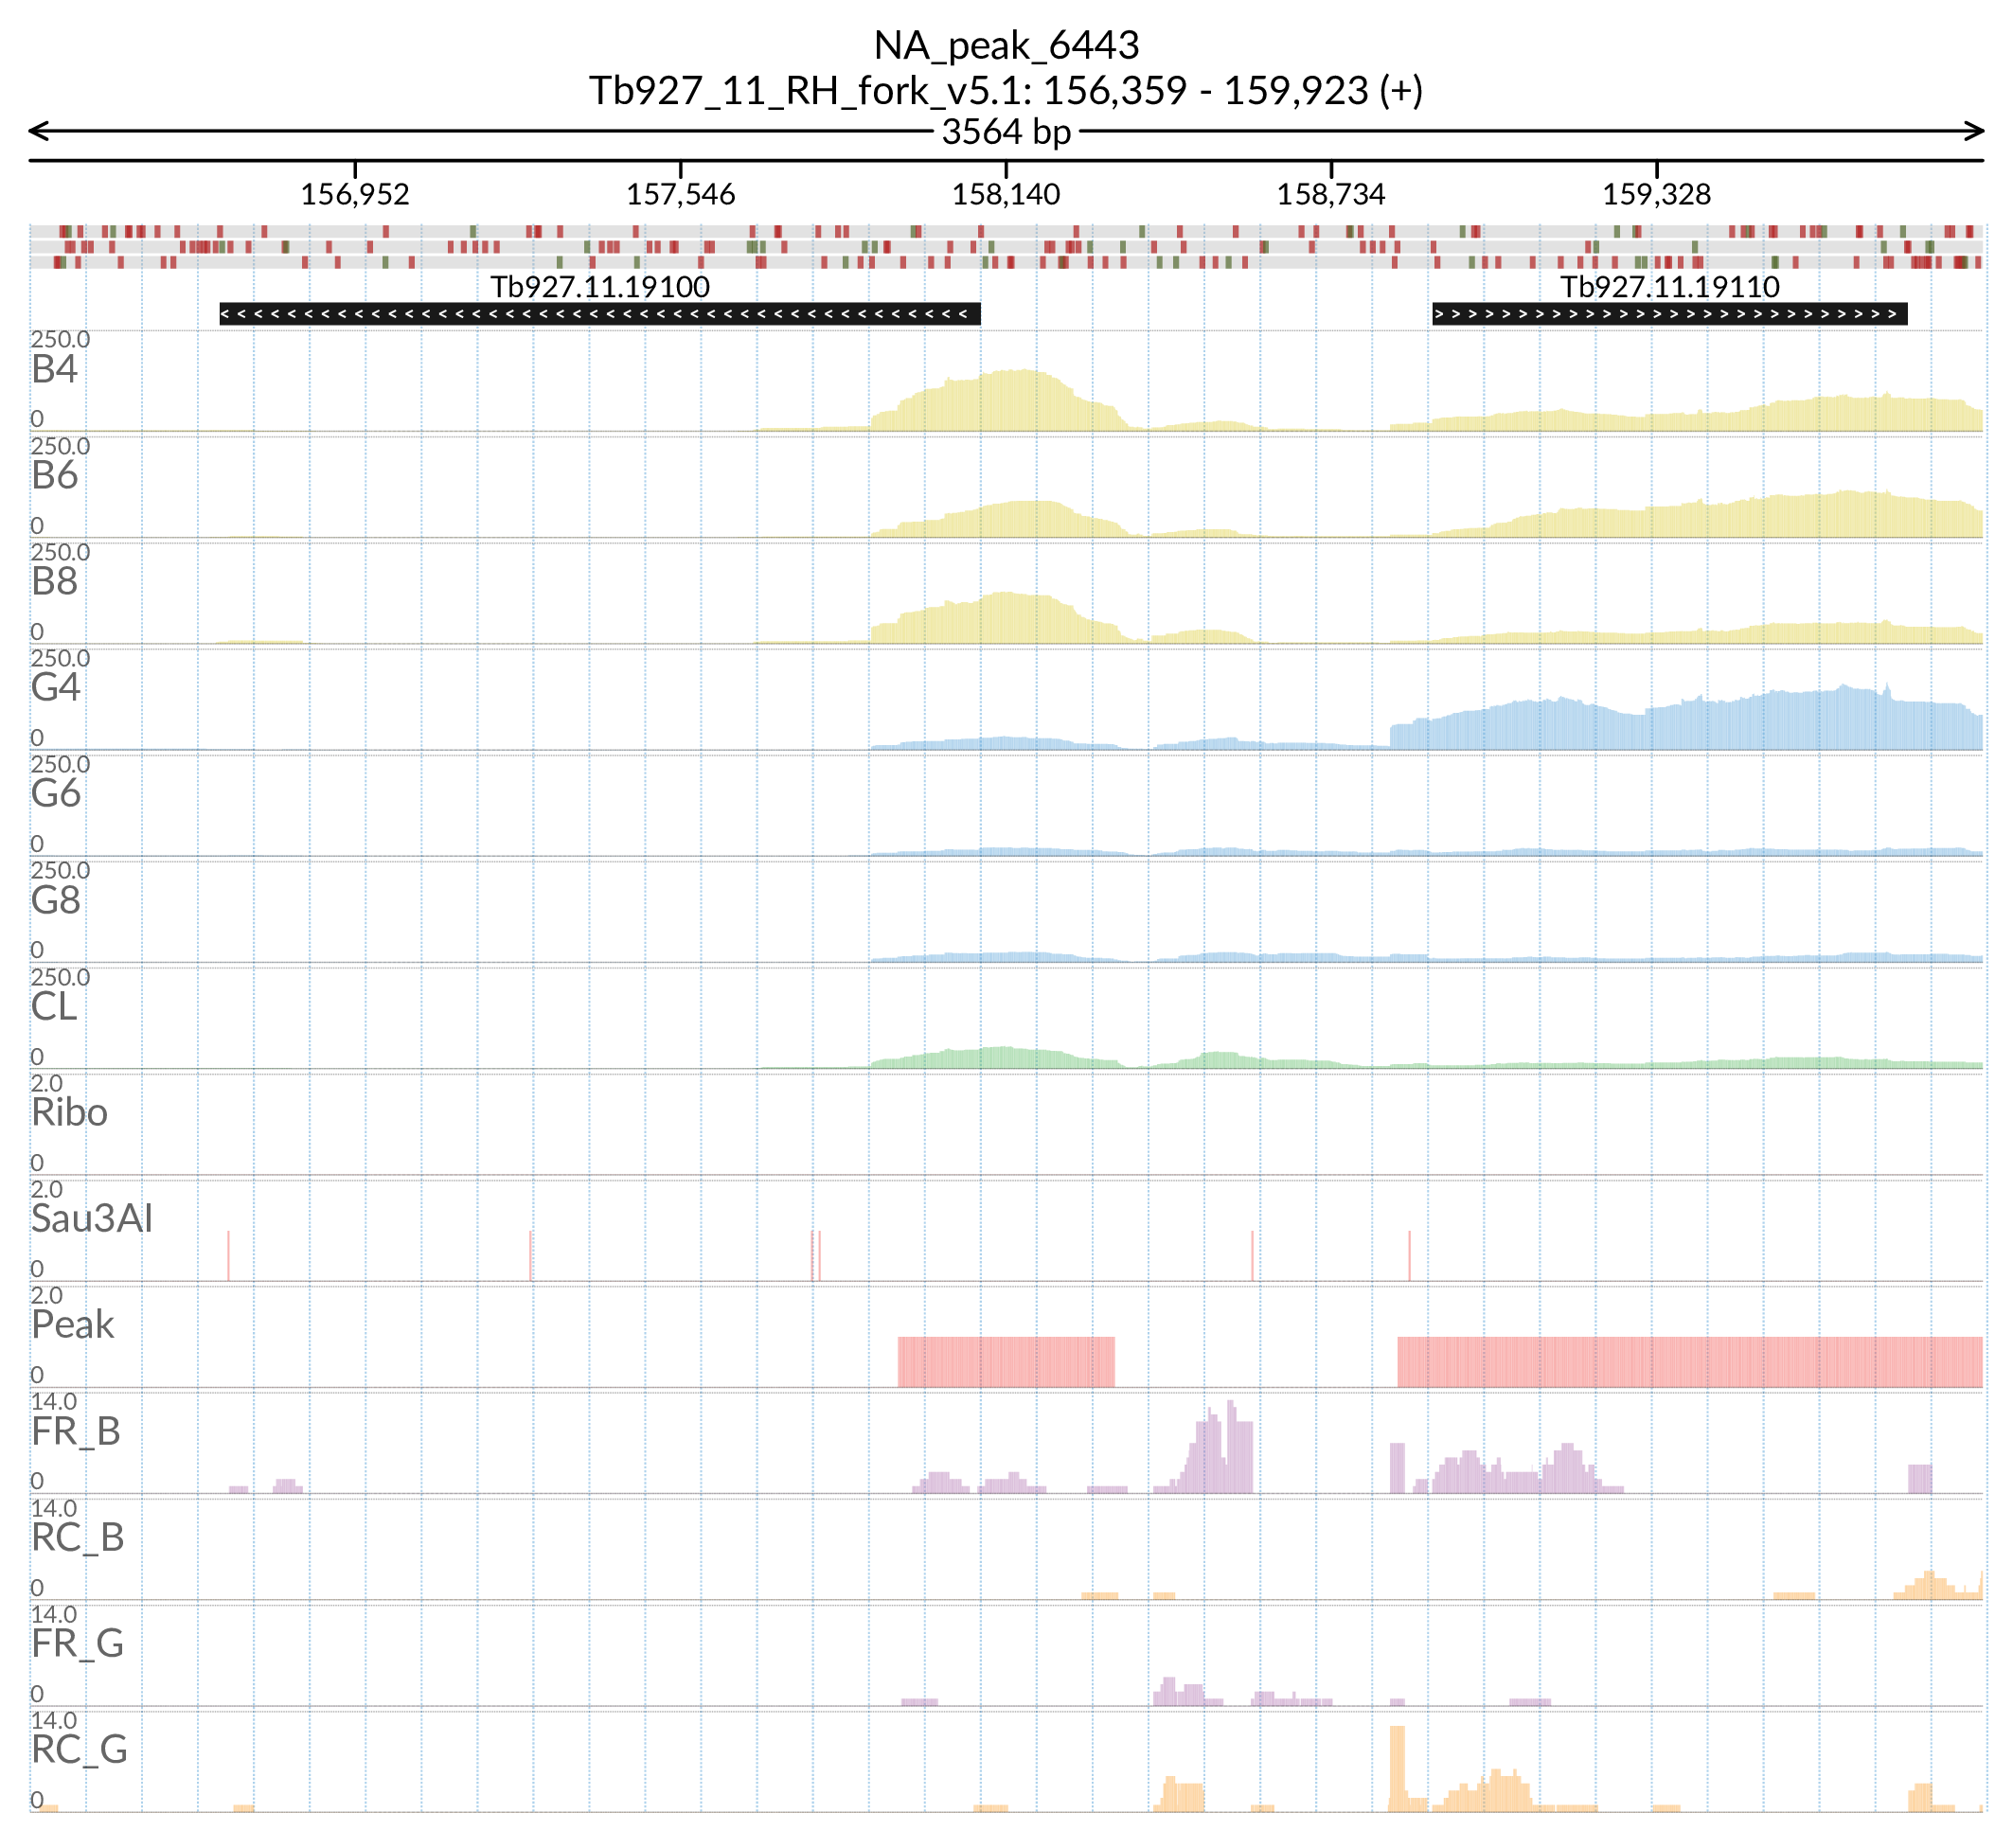 NA_peak_6443
Tb927_11_RH_fork_v5.1: 156,359 - 159,923 (+)
3564 bp
156,952 157,546 158,140 158,734 159,328
Tb927.11.19100 Tb927.11.19110
250.0
B4
0
250.0
B6
0
250.0
B8
0
250.0
G4
0
250.0
G6
0
250.0
G8
0
250.0
CL
0
2.0
Ribo
0
2.0
Sau3AI
0
2.0
Peak
0
14.0
FR_B
0
14.0
RC_B
0
14.0
FR_G
0
14.0
RC_G
0